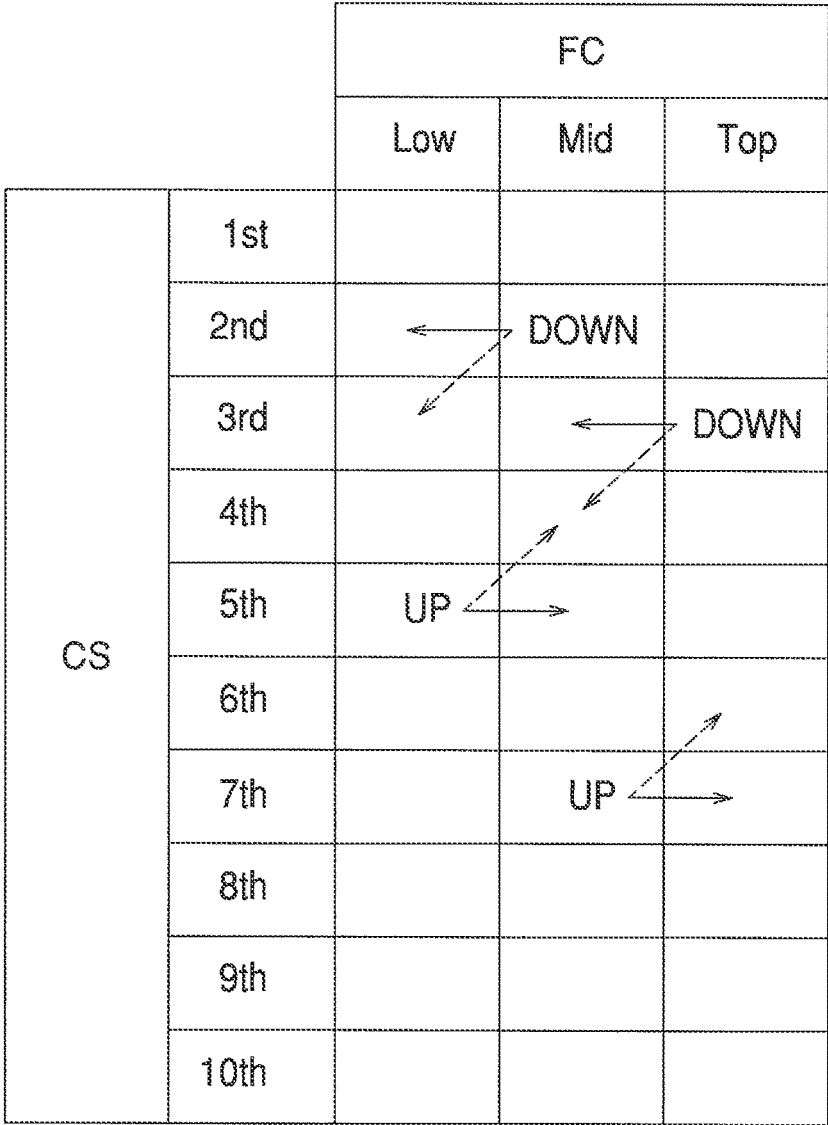 FC
Low Mid Top
1st
2nd DOWN
3rd DOWN
4th
5th UP
CS
6th
7th UP
8th
9th
10th